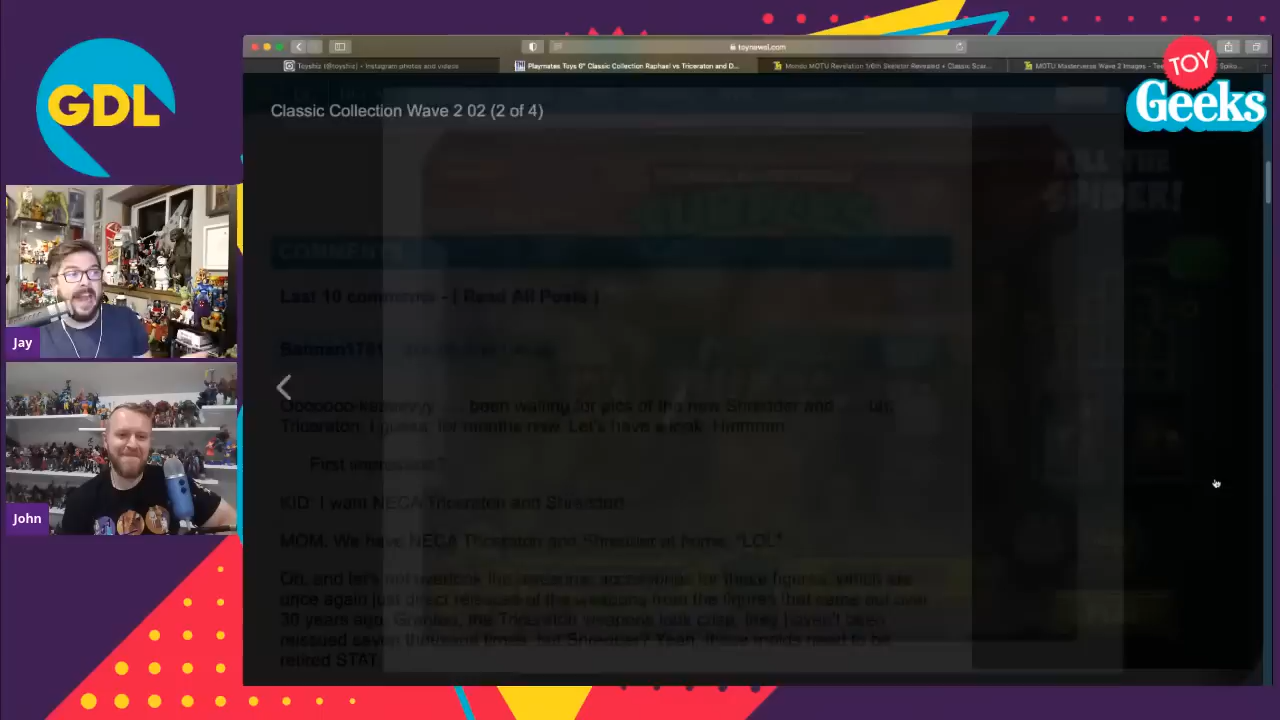 GDL
TOY
Geeks
toynewsi.com
Toyshiz (@toyshiz) • Instagram photos and videos
Playmates Toys 6" Classic Collection Raphael vs Triceraton and D...
Mondo MOTU Revelation 1/6th Skeletor Revealed + Classic Scar...
MOTU Masterverse Wave 2 Images - Tee
Classic Collection Wave 2 02 (2 of 4)
KILL THE
SPIDER!
COMMENTS
Last 10 comments - [ Read All Posts ]
been waiting for pics of the new Shredder and .... uh,
Triceraton, I guess, for months now. Let's have a look. Hmmmm
First impressions?
KID: I want NECA Triceraton and Shredder!
MOM: We have NECA Triceraton and Shredder at home. *LOL*
Oh, and let's not overlook the awesome accessories for these figures, which are
once again just direct releases of the weapons from the figures that came out over
30 years ago. Granted, the Triceraton weapons look crisp, they haven't been
reused seven thousand times, but Shredder? Yeah, those molds need to be
retired STAT.
Jay
John